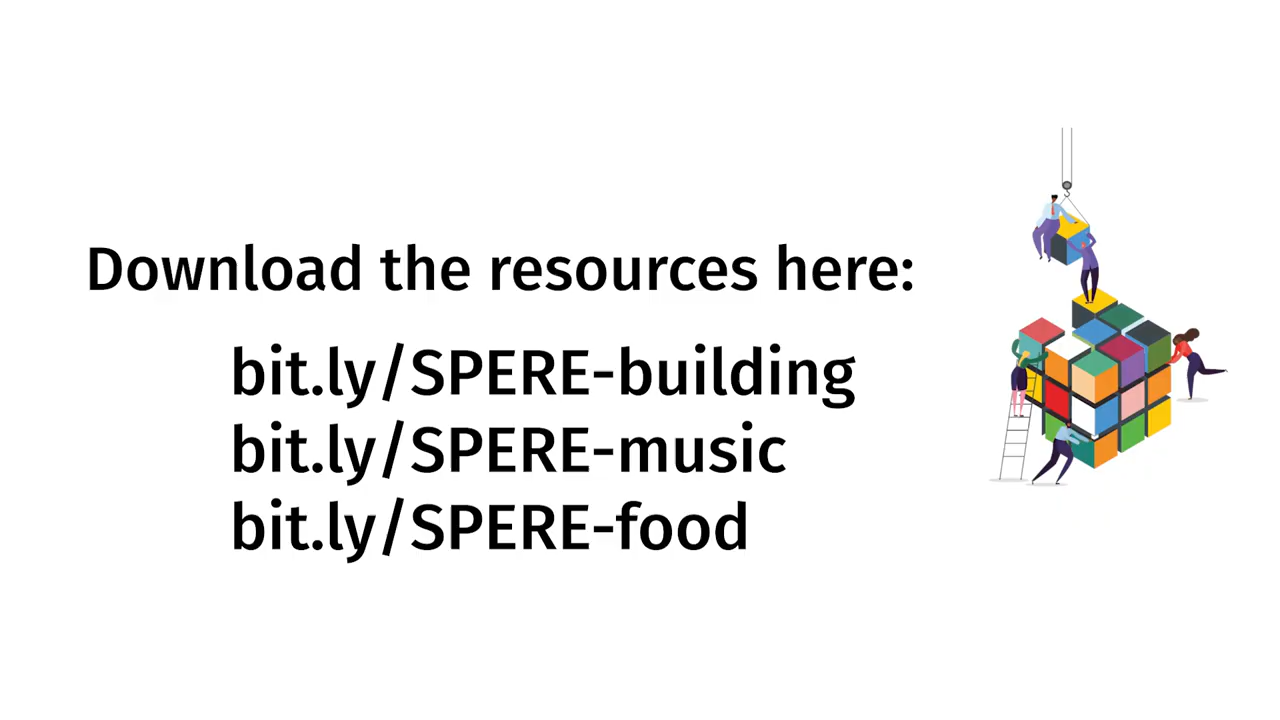 Download the resources here:
bit.ly/SPERE-building
bit.ly/SPERE-music
bit.ly/SPERE-food